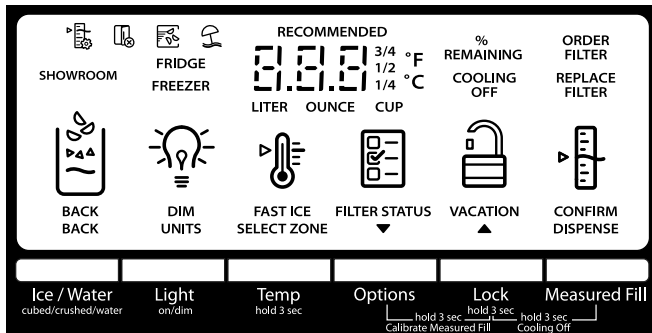 RECOMMENDED
SHOWROOM
FRIDGE
FREEZER
8.8.8
3/4
1/2
1/4
°F
°C
LITER OUNCE CUP
%
REMAINING
COOLING
OFF
ORDER
FILTER
REPLACE
FILTER
BACK
BACK
DIM
UNITS
FAST ICE
SELECT ZONE
FILTER STATUS
VACATION
CONFIRM
DISPENSE
Ice / Water
cubed/crushed/water
Light
on/dim
Temp
hold 3 sec
Options
Lock
hold 3 sec
Measured Fill
hold 3 sec
Calibrate Measured Fill
hold 3 sec
Cooling Off